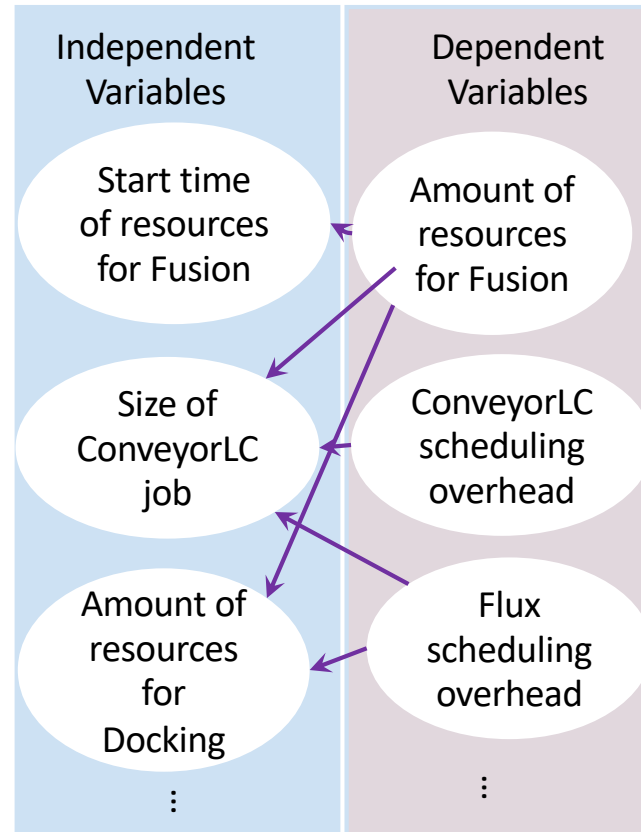 Independent
Variables
Start time
of resources
for Fusion
Size of
ConveyorLC
job
Amount of
resources
for
Docking
...
Dependent
Variables
Amount of
resources
for Fusion
ConveyorLC
scheduling
overhead
Flux
scheduling
overhead
...